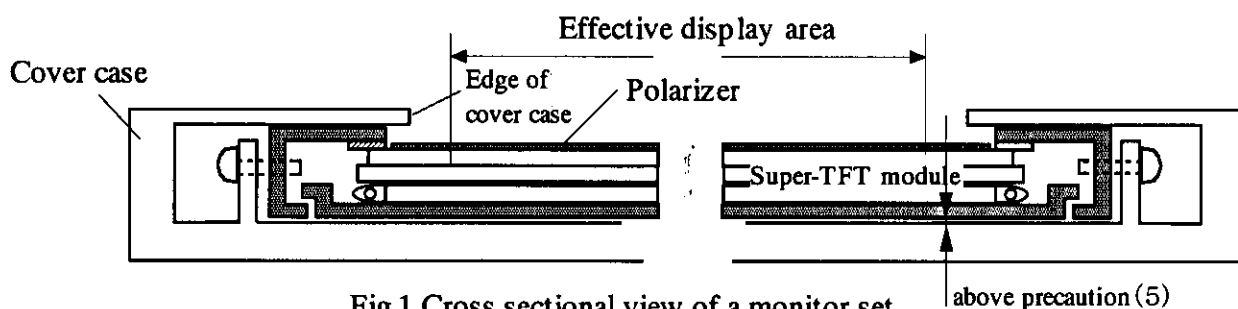 Effective display area
Cover case
Edge of
cover case
Polarizer
Super-TFT module
Fig.1 Cross sectional view of a monitor set
above precaution(5)